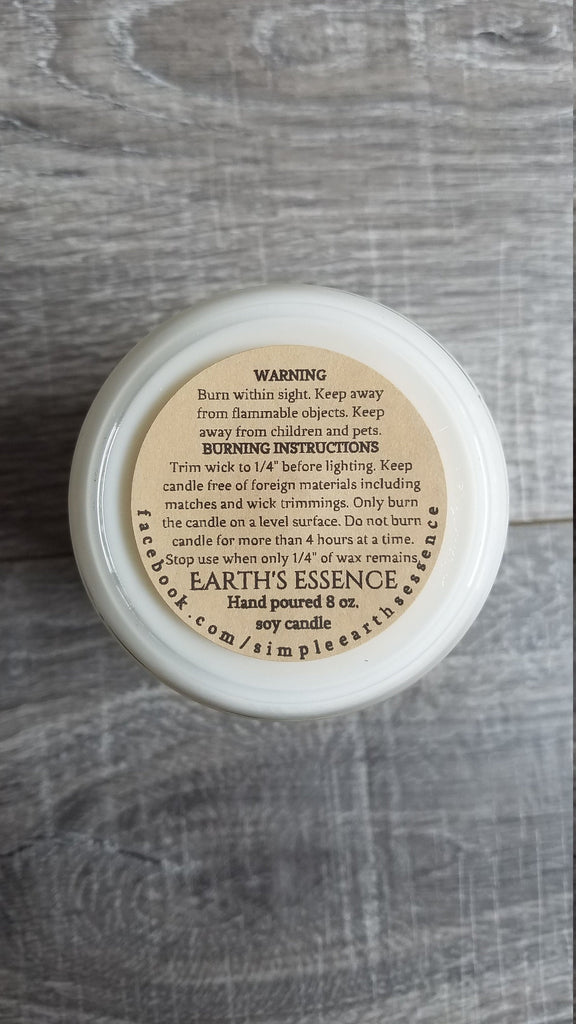 WARNING
Burn within sight. Keep away
from flammable objects. Keep
away from children and pets.
BURNING INSTRUCTIONS
Trim wick to 1/4" before lighting. Keep
candle free of foreign materials including
matches and wick trimmings. Only burn
the candle on a level surface. Do not burn
candle for more than 4 hours at a time.
Stop use when only 1/4" of wax remains.
EARTH'S ESSENCE
Hand poured 8 oz.
soy candle
facebook.com/simpleearthsessence